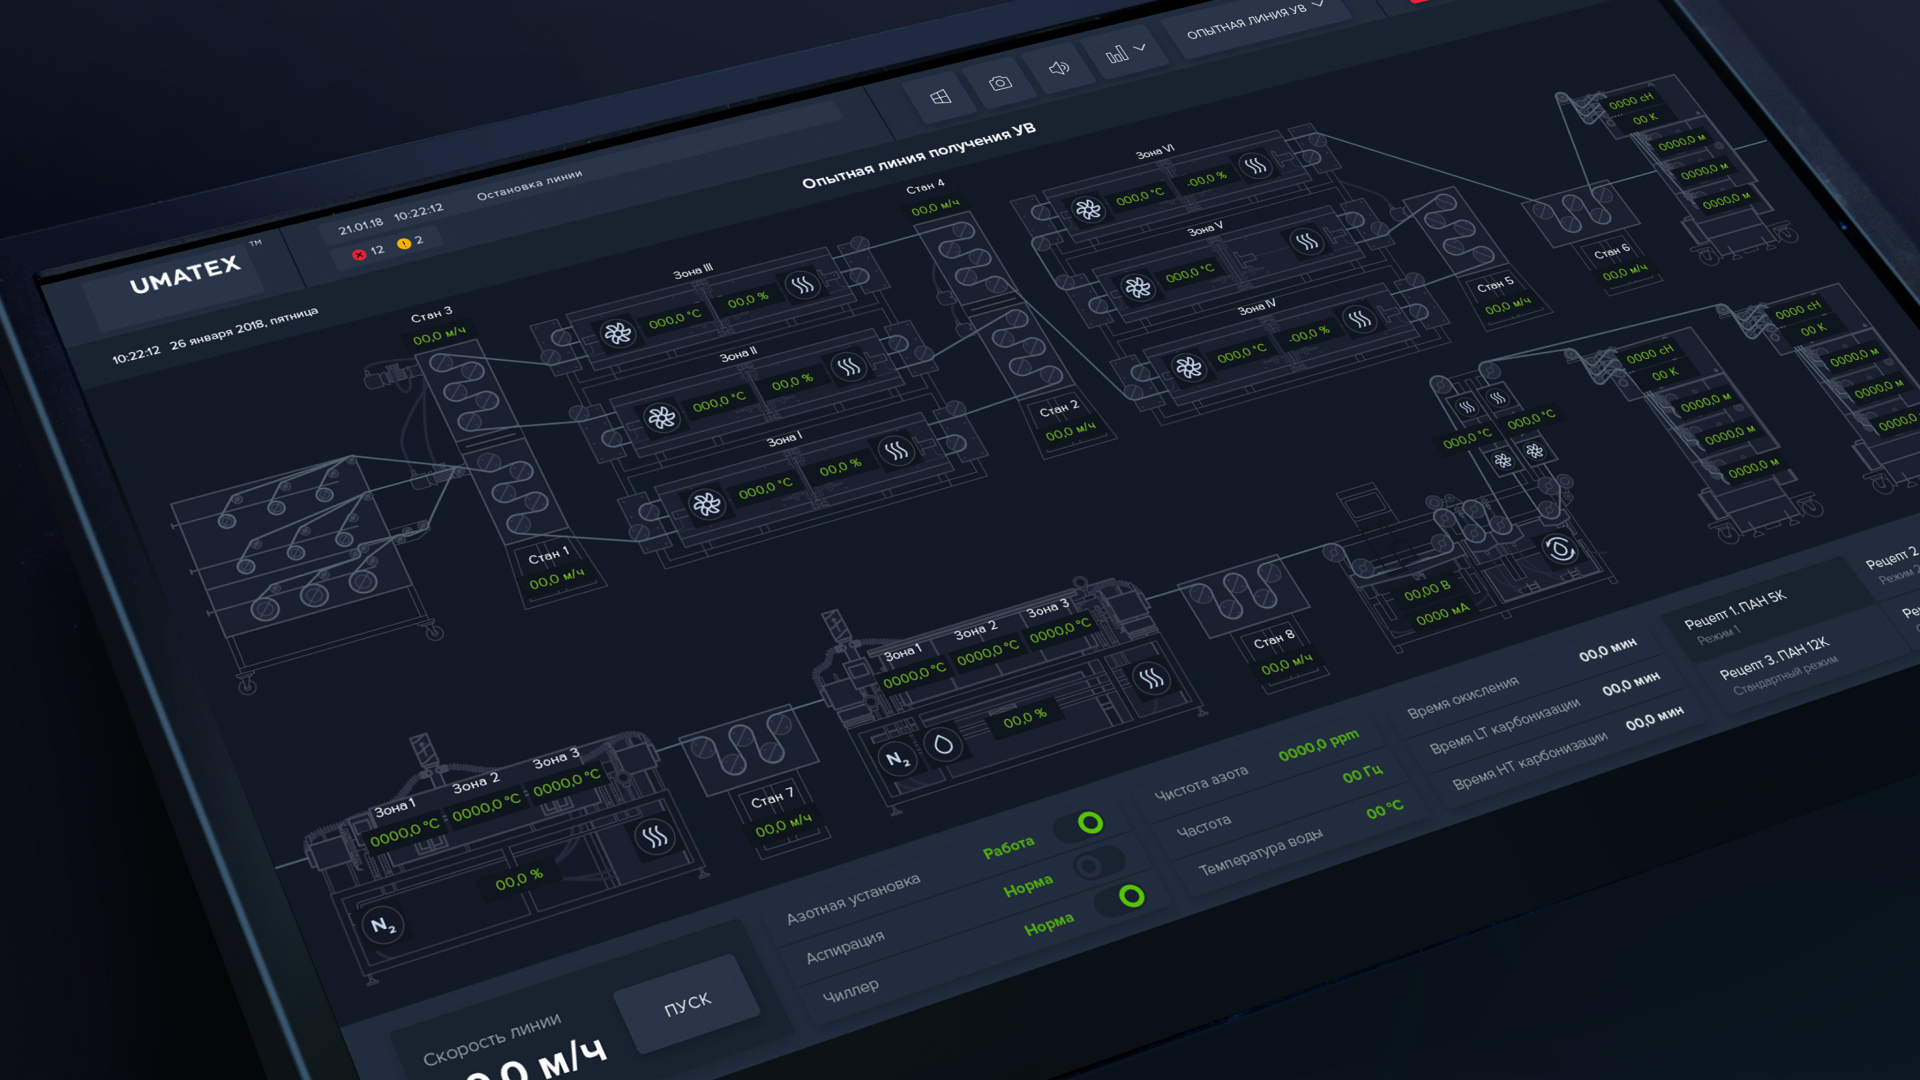 ОПЫТНАЯ ЛИНИЯ УВ
UMATEX™
21.01.18 10:22:12
12
2
Остановка линии
10:22:12 26 января 2018, пятница
Опытная линия получения УВ
Стан 3
00,0 м/ч
Зона III
000,0 °C
00,0 %
Зона II
000,0 °C
00,0 %
Зона I
000,0 °C
00,0 %
Стан 1
00,0 м/ч
Стан 4
00,0 м/ч
Стан 2
00,0 м/ч
Зона VI
000,0 °C
-00,0 %
Зона V
000,0 °C
Зона IV
000,0 °C
-00,0 %
Стан 5
00,0 м/ч
Стан 6
00,0 м/ч
0000 сН
00 К
0000,0 м
0000,0 м
0000,0 м
0000 сН
00 К
0000,0 м
0000,0 м
0000,0 м
0000 сН
00 К
0000,0 м
0000,0 м
0000,0
000,0 °C
000,0 °C
00,00 В
0000 мА
Стан 8
00,0 м/ч
Зона 1
Зона 2
Зона 3
0000,0 °C
0000,0 °C
0000,0 °C
N₂
00,0 %
Стан 7
00,0 м/ч
Зона 1
Зона 2
Зона 3
0000,0 °C
0000,0 °C
0000,0 °C
00,0 %
N₂
Скорость линии
0,0 м/ч
ПУСК
Азотная установка Работа
Аспирация Норма
Чиллер Норма
Чистота азота 0000,0 ppm
Частота 00 Гц
Температура воды 00 °C
Время окисления 00,0 мин
Время LT карбонизации 00,0 мин
Время HT карбонизации 00,0 мин
Рецепт 1. ПАН 5К
Режим 1
Рецепт 2.
Режим 2
Рецепт 3. ПАН 12К
Стандартный режим